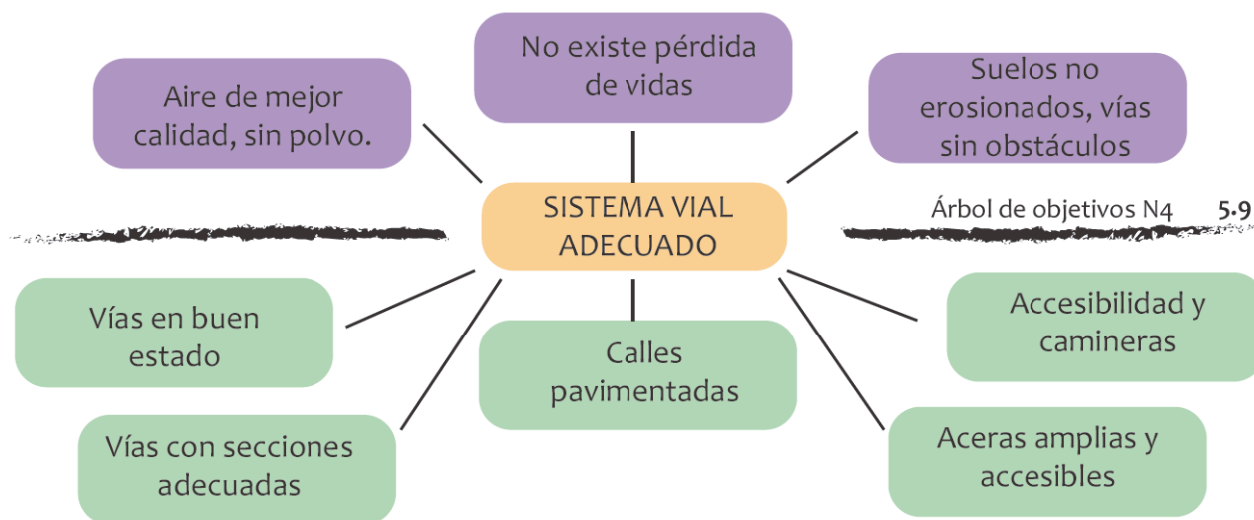 No existe pérdida
de vidas
Aire de mejor
calidad, sin polvo.
Suelos no
erosionados, vías
sin obstáculos
SISTEMA VIAL
ADECUADO
Árbol de objetivos N4 5.9
Vías en buen
estado
Calles
pavimentadas
Accesibilidad y
camineras
Vías con secciones
adecuadas
Aceras amplias y
accesibles